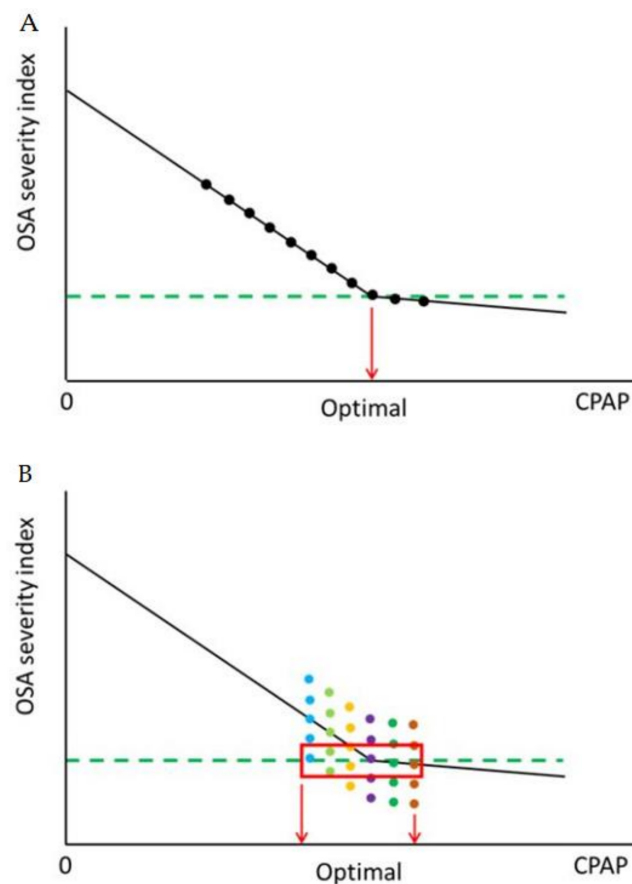 A
OSA severity index
0
Optimal
CPAP
B
OSA severity index
0
Optimal
CPAP